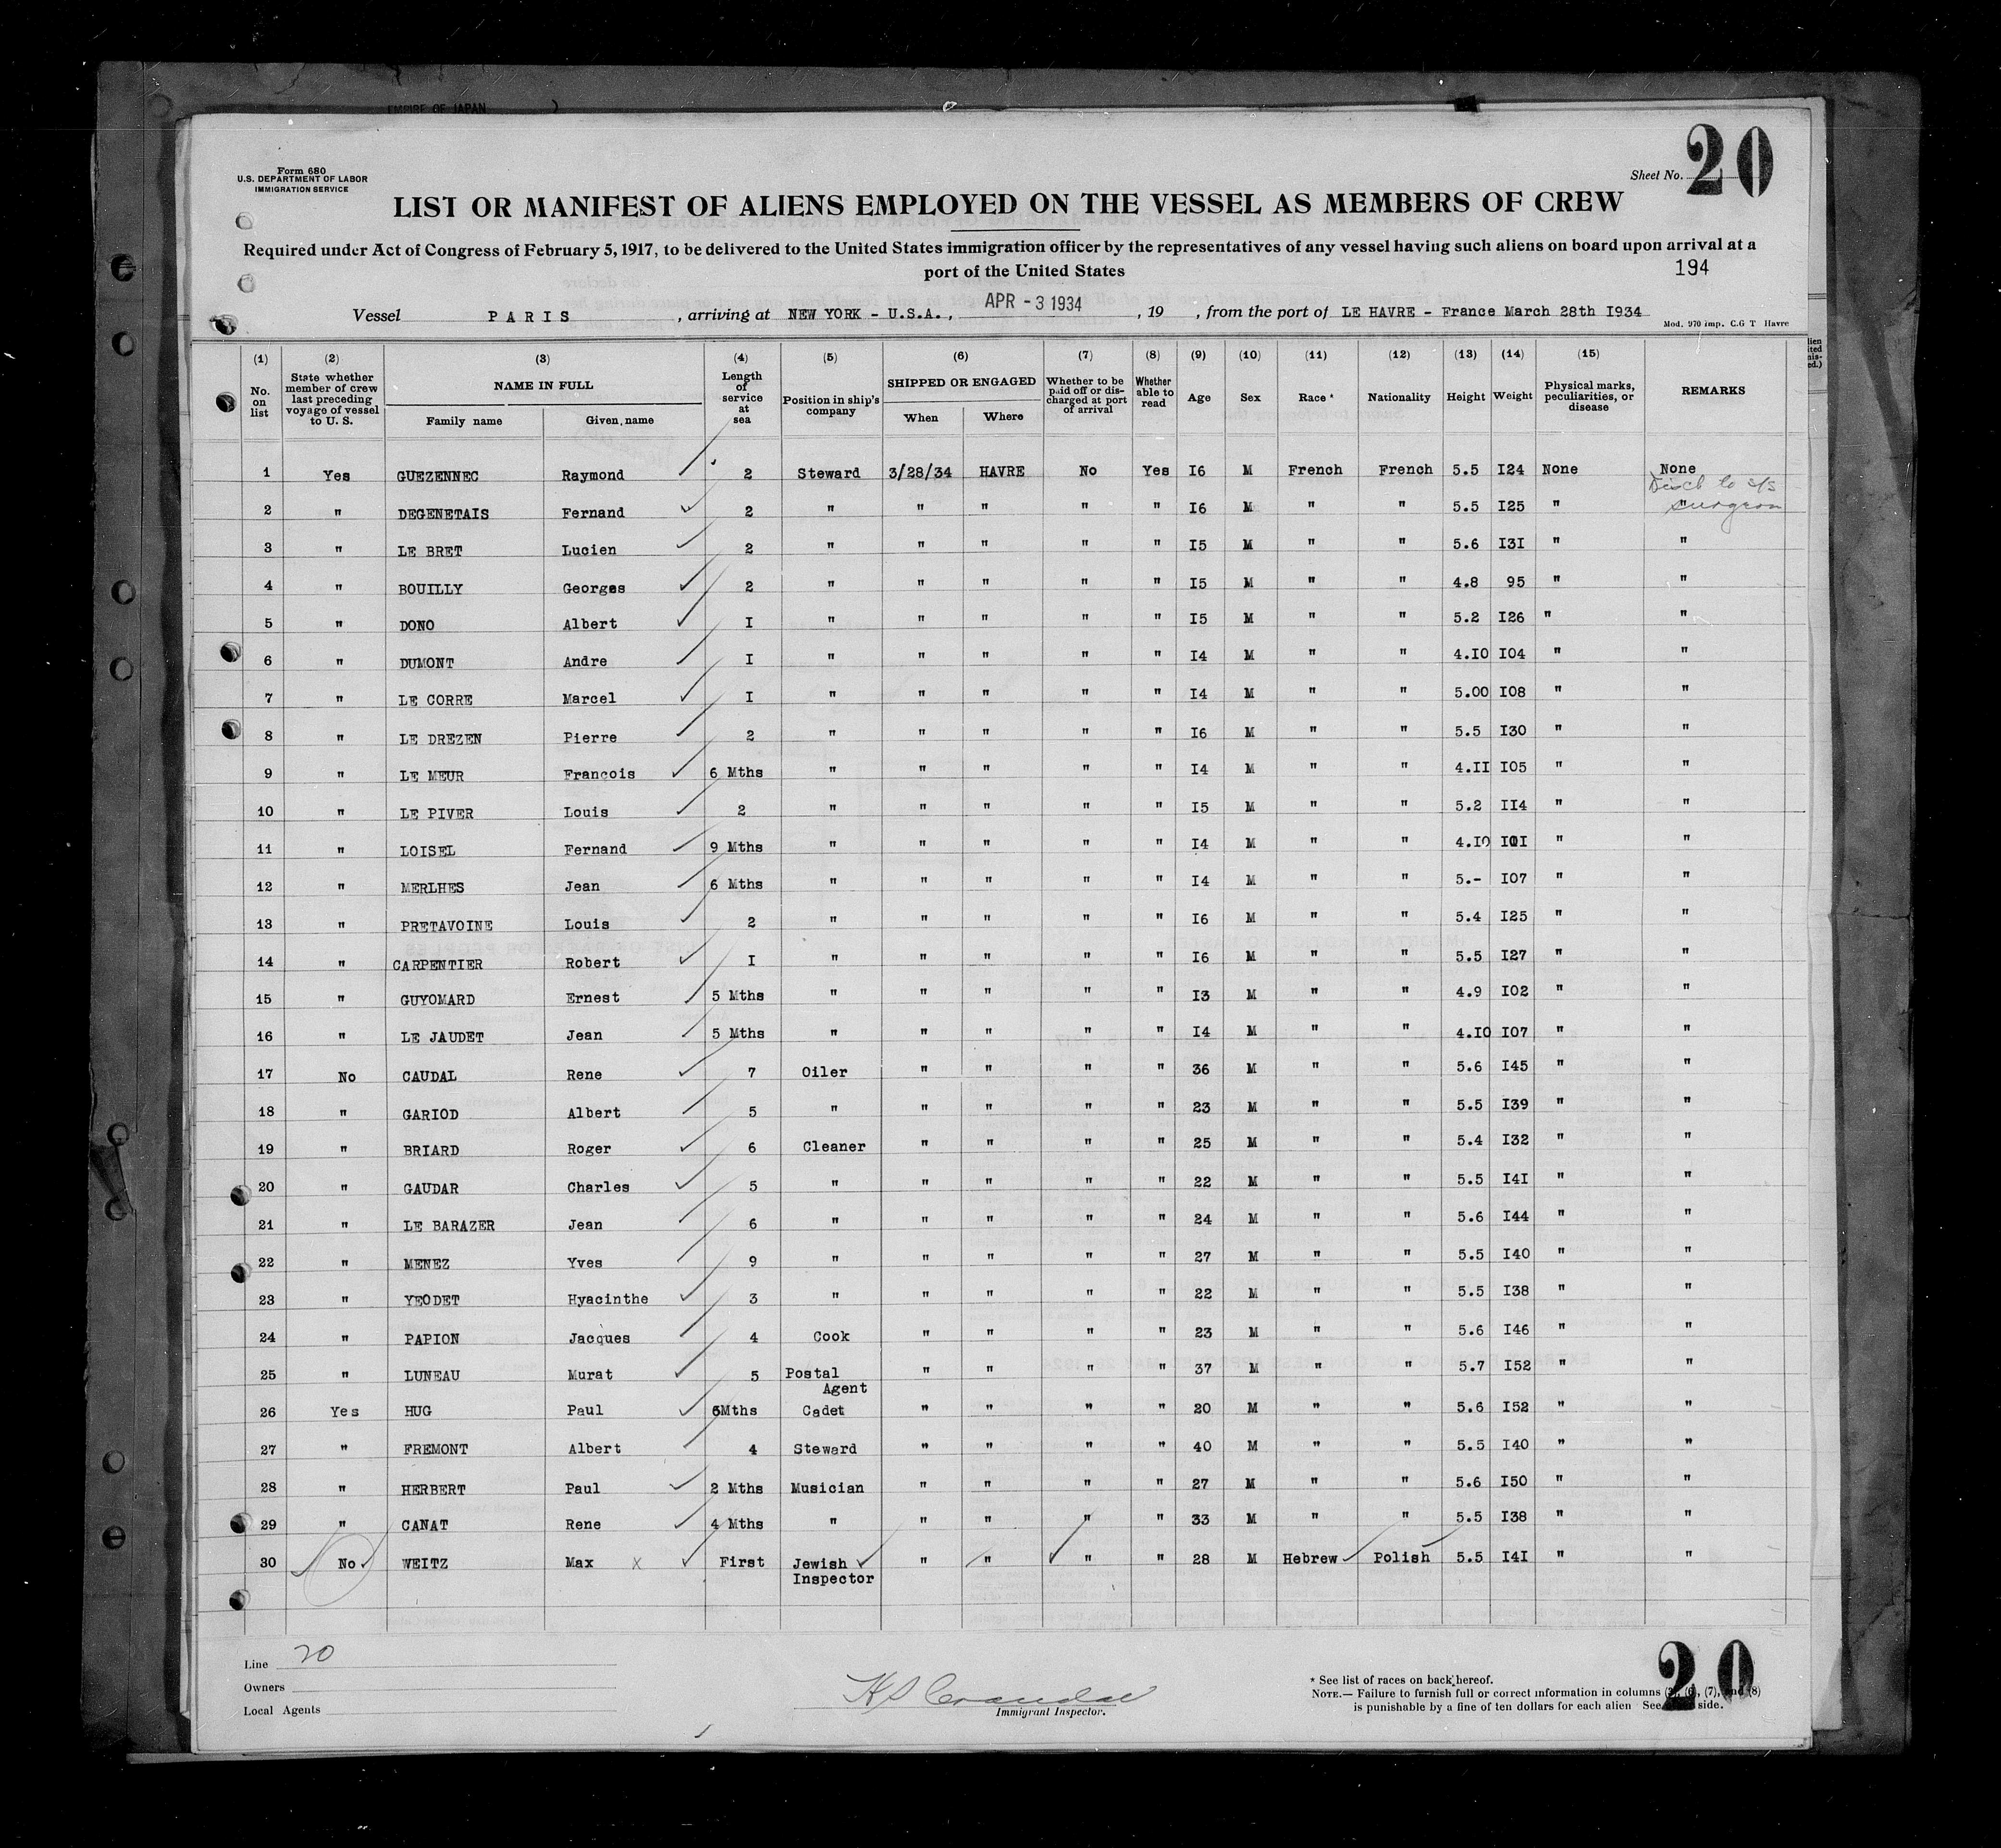 EMPIRE OF JAPAN
Form 680
U.S. DEPARTMENT OF LABOR
IMMIGRATION SERVICE
Sheet No. 20
LIST OR MANIFEST OF ALIENS EMPLOYED ON THE VESSEL AS MEMBERS OF CREW
Required under Act of Congress of February 5, 1917, to be delivered to the United States immigration officer by the representatives of any vessel having such aliens on board upon arrival at a
port of the United States
194
Vessel PARIS , arriving at NEW YORK - U.S.A., APR - 3 1934 , 19 , from the port of LE HAVRE - France March 28th I934
Mod. 970 imp. C.G T Havre
(1) (2) (3) (4) (5) (6) (7) (8) (9) (10) (11) (12) (13) (14) (15)
No. on list State whether member of crew last preceding voyage of vessel to U. S. NAME IN FULL Family name Given name Length of service at sea Position in ship's company SHIPPED OR ENGAGED When Where Whether to be paid off or discharged at port of arrival Whether able to read Age Sex Race * Nationality Height Weight Physical marks, peculiarities, or disease REMARKS
1 Yes GUEZENNEC Raymond 2 Steward 3/28/34 HAVRE No Yes I6 M French French 5.5 I24 None None
Disch to s/s
surgeon
2 " DEGENETAIS Fernand 2 " " " " " I6 M " " 5.5 I25 " "
3 " LE BRET Lucien 2 " " " " " I5 M " " 5.6 I3I " "
4 " BOUILLY Georges 2 " " " " " I5 M " " 4.8 95 " "
5 " DONO Albert I " " " " " I5 M " " 5.2 I26 " "
6 " DUMONT Andre I " " " " " I4 M " " 4.I0 I04 " "
7 " LE CORRE Marcel I " " " " " I4 M " " 5.00 I08 " "
8 " LE DREZEN Pierre 2 " " " " " I6 M " " 5.5 I30 " "
9 " LE MEUR François 6 Mths " " " " " I4 M " " 4.II I05 " "
10 " LE PIVER Louis 2 " " " " " I5 M " " 5.2 II4 " "
11 " LOISEL Fernand 9 Mths " " " " " I4 M " " 4.I0 I0I " "
12 " MERLHES Jean 6 Mths " " " " " I4 M " " 5.- I07 " "
13 " PRETAVOINE Louis 2 " " " " " I6 M " " 5.4 I25 " "
14 " CARPENTIER Robert I " " " " " I6 M " " 5.5 I27 " "
15 " GUYOMARD Ernest 5 Mths " " " " " I3 M " " 4.9 I02 " "
16 " LE JAUDET Jean 5 Mths " " " " " I4 M " " 4.I0 I07 " "
17 No CAUDAL Rene 7 Oiler " " " " 36 M " " 5.6 I45 " "
18 " GARIOD Albert 5 " " " " " 23 M " " 5.5 I39 " "
19 " BRIARD Roger 6 Cleaner " " " " 25 M " " 5.4 I32 " "
20 " GAUDAR Charles 5 " " " " " 22 M " " 5.5 I4I " "
21 " LE BARAZER Jean 6 " " " " " 24 M " " 5.6 I44 " "
22 " MENEZ Yves 9 " " " " " 27 M " " 5.5 I40 " "
23 " YEODET Hyacinthe 3 " " " " " 22 M " " 5.5 I38 " "
24 " PAPION Jacques 4 Cook " " " " 23 M " " 5.6 I46 " "
25 " LUNEAU Murat 5 Postal Agent " " " " 37 M " " 5.7 I52 " "
26 Yes HUG Paul 6Mths Cadet " " " " 20 M " " 5.6 I52 " "
27 " FREMONT Albert 4 Steward " " " " 40 M " " 5.5 I40 " "
28 " HERBERT Paul 2 Mths Musician " " " " 27 M " " 5.6 I50 " "
29 " CANAT Rene 4 Mths " " " " " 33 M " " 5.5 I38 " "
30 No WEITZ Max x First Jewish Inspector " " " " 28 M Hebrew Polish 5.5 I4I " "
Line 20
Owners
Local Agents
Immigrant Inspector.
* See list of races on back hereof.
NOTE.— Failure to furnish full or correct information in columns (6), (7), and (8)
is punishable by a fine of ten dollars for each alien See side.
20